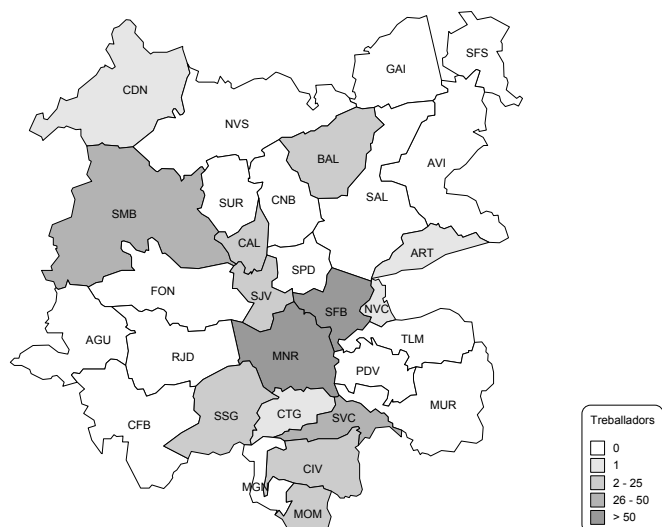 SFS
GAI
CDN
NVS
BAL
AVI
SUR
CNB
SAL
SMB
CAL
ART
SPD
FON
SJV
SFB
NVC
AGU
TLM
RJD
MNR
PDV
MUR
SSG
CTG
SVC
CFB
CIV
MGN
MOM
Treballadors
0
1
2 - 25
26 - 50
> 50